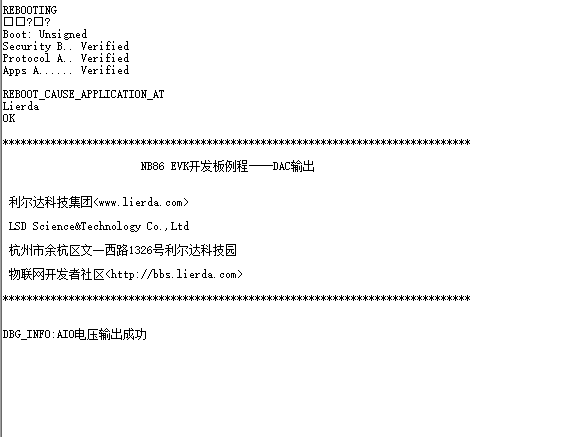 REBOOTING
□□?□?
Boot: Unsigned
Security B.. Verified
Protocol A.. Verified
Apps A...... Verified
REBOOT_CAUSE_APPLICATION_AT
Lierda
OK
******************************************************************************
NB86 EVK开发板例程——DAC输出
利尔达科技集团<www.lierda.com>
LSD Science&Technology Co.,Ltd
杭州市余杭区文一西路1326号利尔达科技园
物联网开发者社区<http://bbs.lierda.com>
******************************************************************************
DBG_INFO:AIO电压输出成功